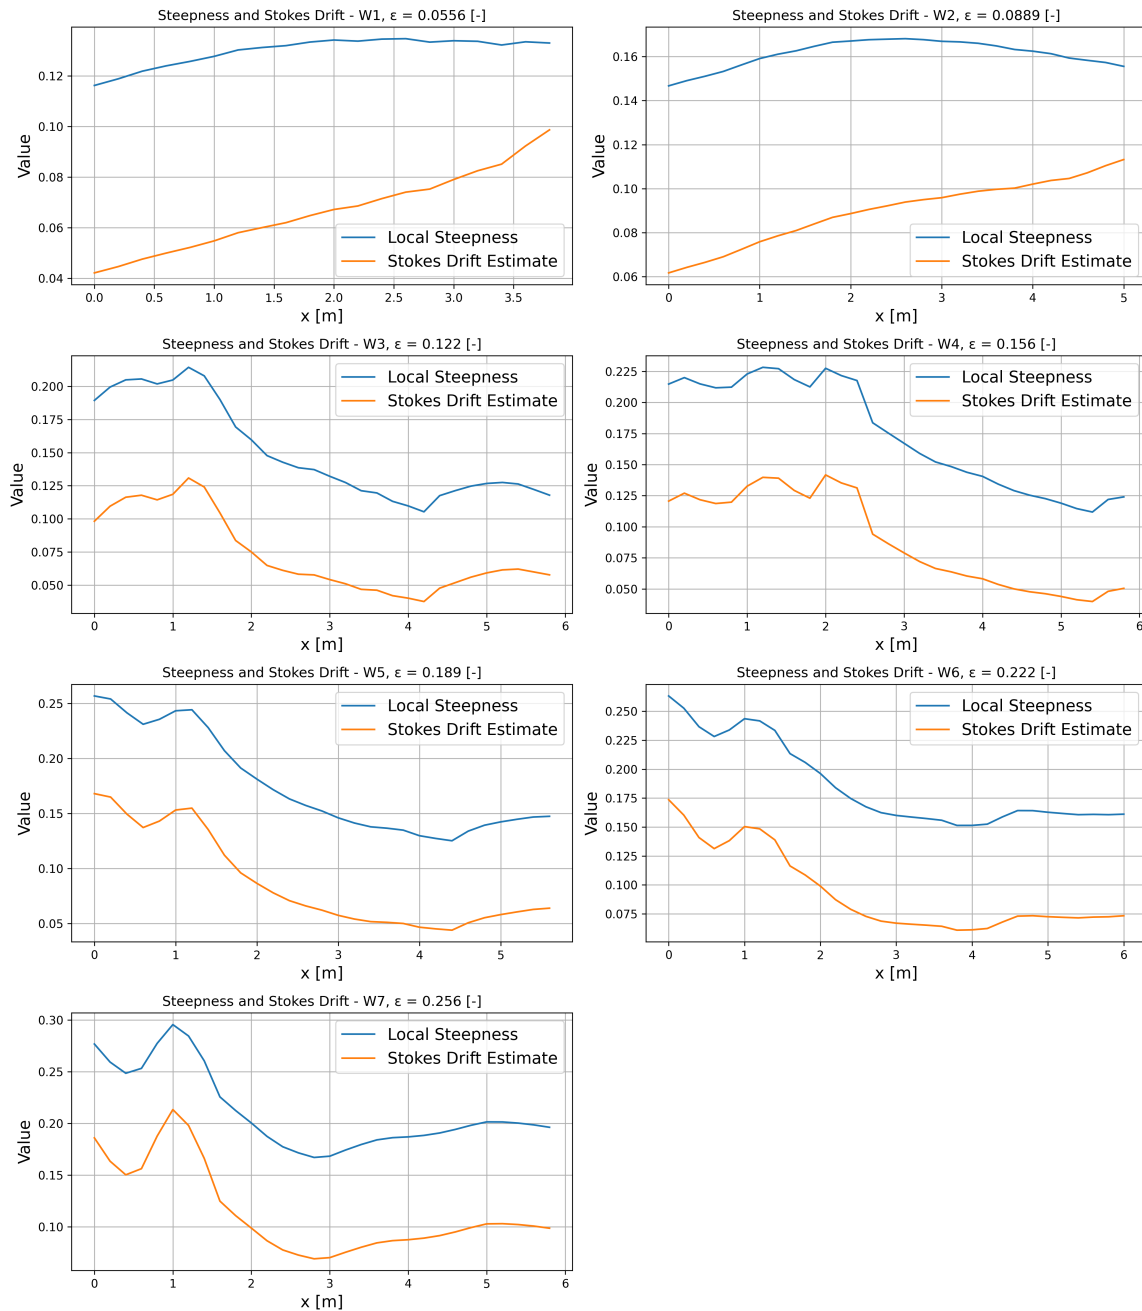 Steepness and Stokes Drift - W1, ε = 0.0556 [-]
Value
0.12
0.10
0.08
0.06
0.04
Local Steepness
Stokes Drift Estimate
0.0 0.5 1.0 1.5 2.0 2.5 3.0 3.5
x [m]
Steepness and Stokes Drift - W2, ε = 0.0889 [-]
Value
0.16
0.14
0.12
0.10
0.08
0.06
Local Steepness
Stokes Drift Estimate
0 1 2 3 4 5
x [m]
Steepness and Stokes Drift - W3, ε = 0.122 [-]
Value
0.200
0.175
0.150
0.125
0.100
0.075
0.050
Local Steepness
Stokes Drift Estimate
0 1 2 3 4 5 6
x [m]
Steepness and Stokes Drift - W4, ε = 0.156 [-]
Value
0.225
0.200
0.175
0.150
0.125
0.100
0.075
0.050
Local Steepness
Stokes Drift Estimate
0 1 2 3 4 5 6
x [m]
Steepness and Stokes Drift - W5, ε = 0.189 [-]
Value
0.25
0.20
0.15
0.10
0.05
Local Steepness
Stokes Drift Estimate
0 1 2 3 4 5
x [m]
Steepness and Stokes Drift - W6, ε = 0.222 [-]
Value
0.250
0.225
0.200
0.175
0.150
0.125
0.100
0.075
Local Steepness
Stokes Drift Estimate
0 1 2 3 4 5 6
x [m]
Steepness and Stokes Drift - W7, ε = 0.256 [-]
Value
0.30
0.25
0.20
0.15
0.10
Local Steepness
Stokes Drift Estimate
0 1 2 3 4 5 6
x [m]